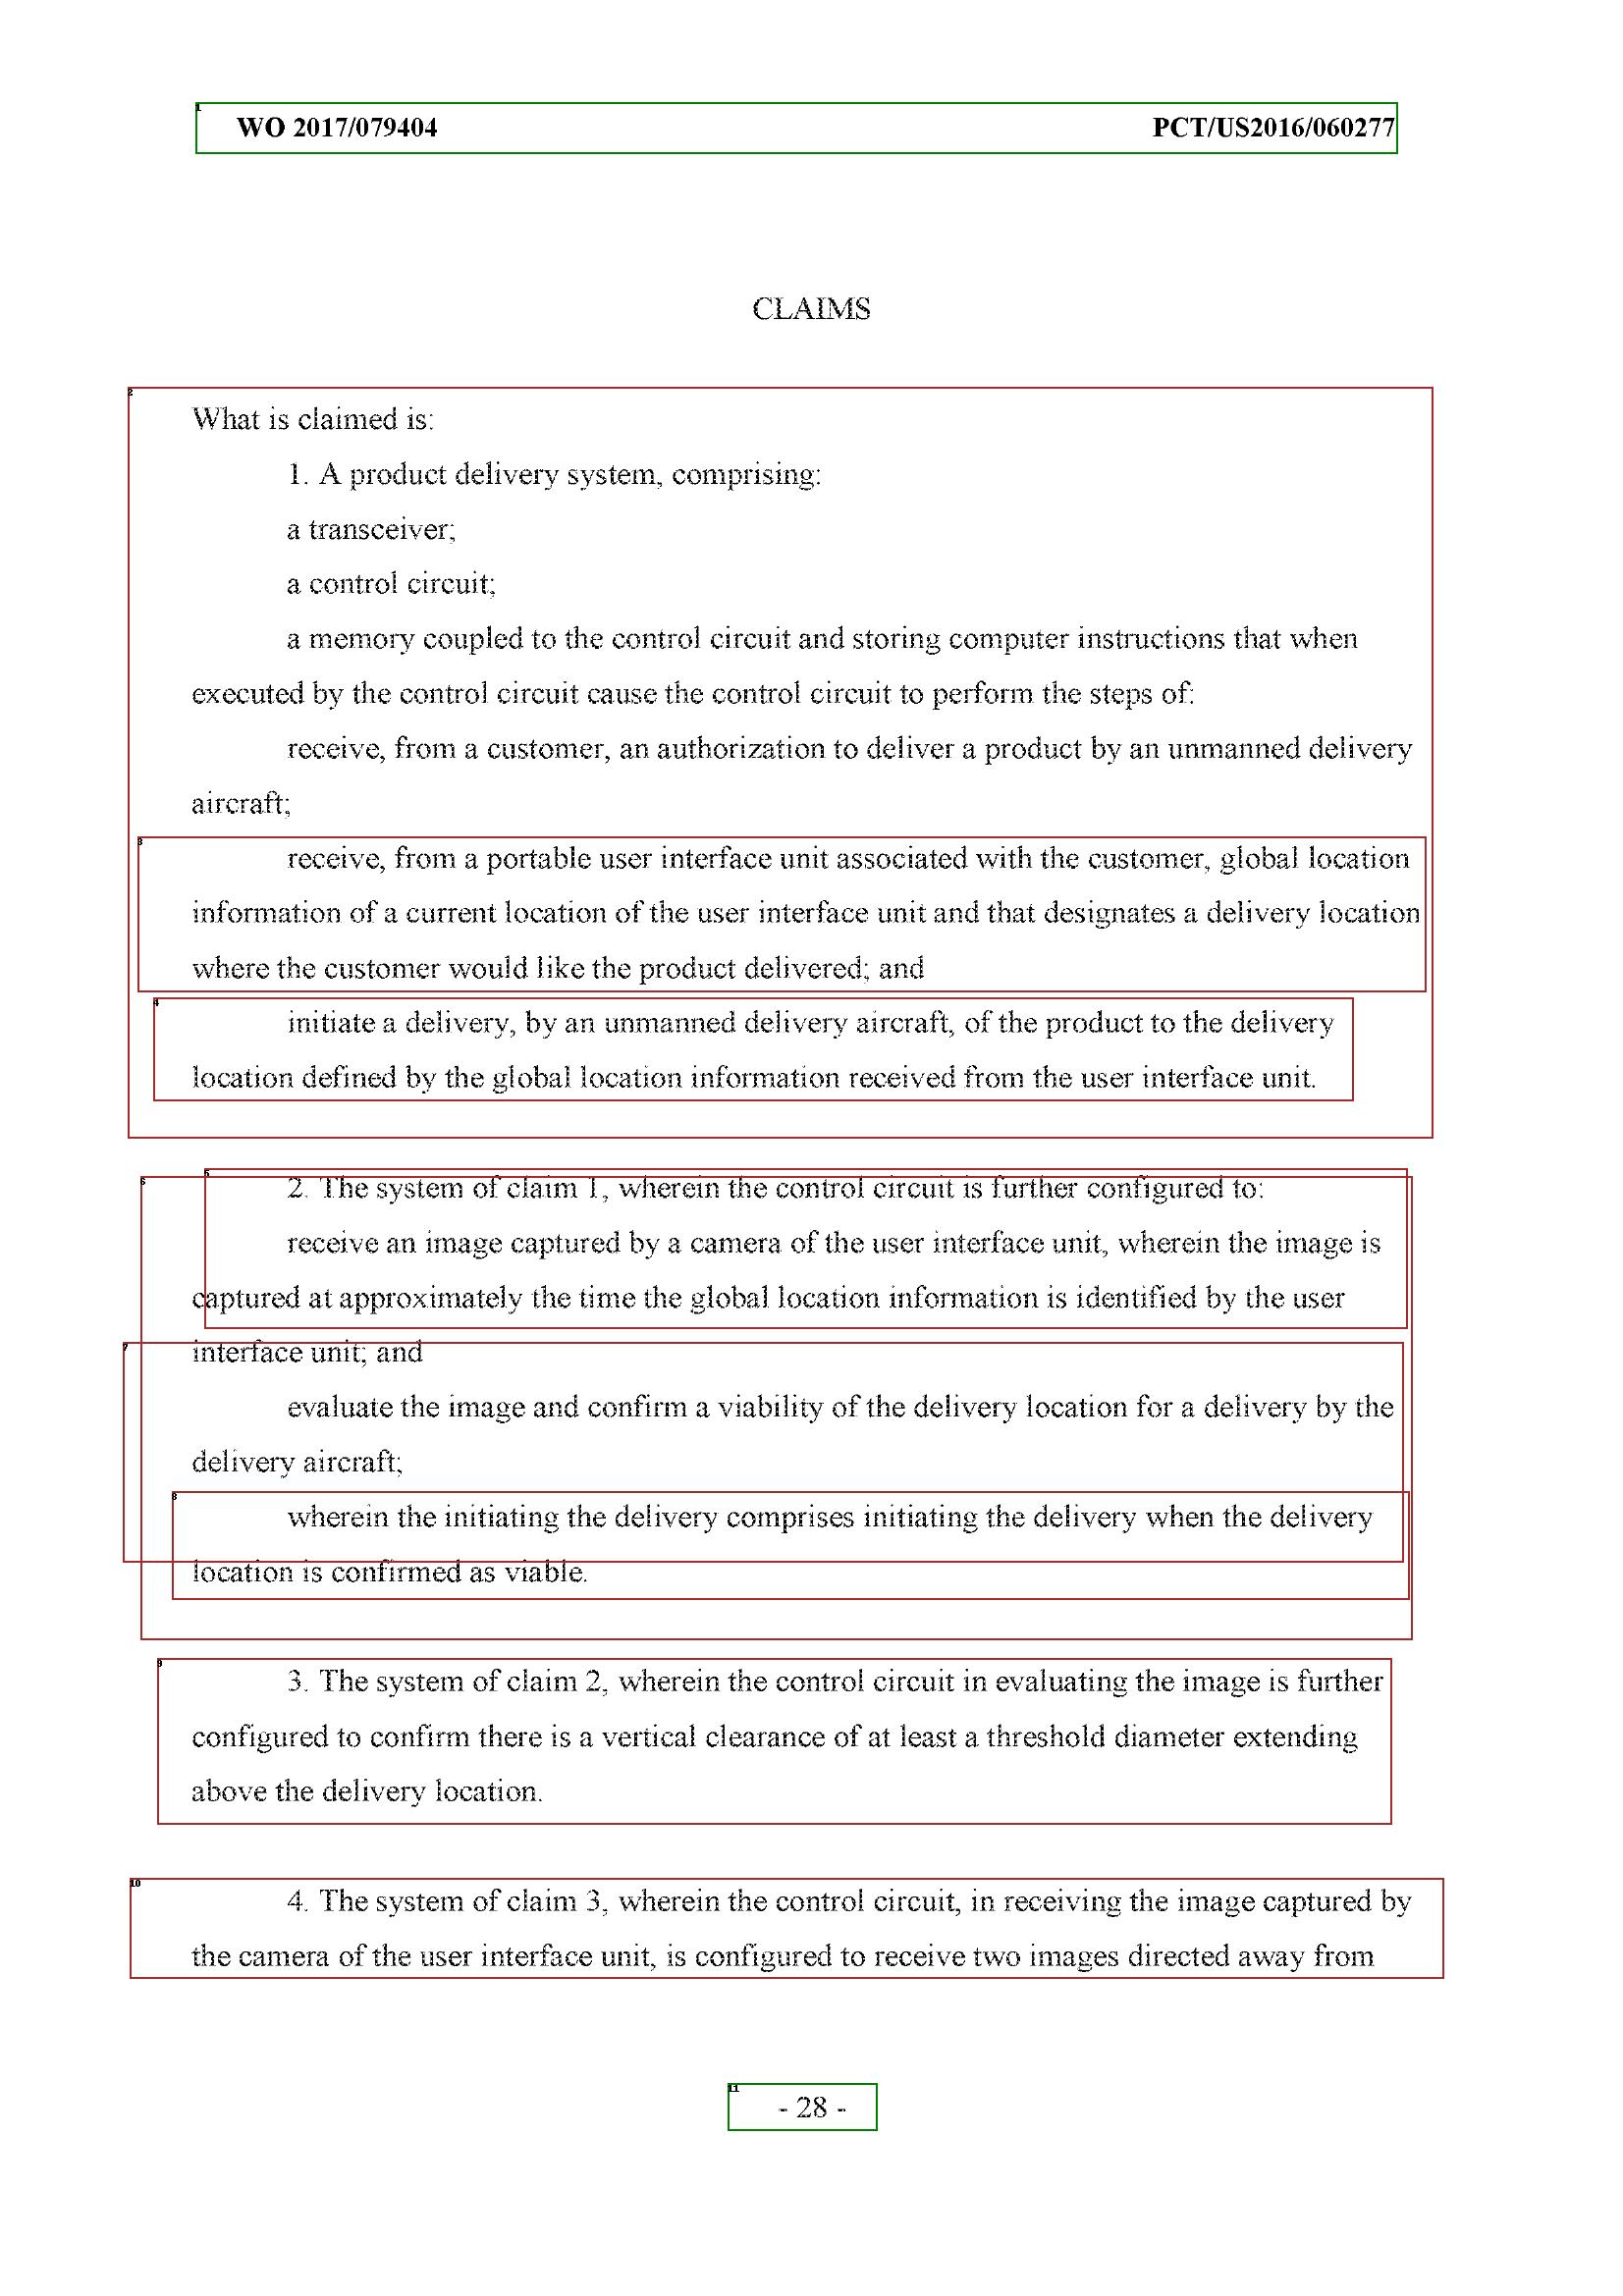 WO 2017/079404 PCT/US2016/060277
CLAIMS
What is claimed is:
1. A product delivery system, comprising:
a transceiver;
a control circuit;
a memory coupled to the control circuit and storing computer instructions that when
executed by the control circuit cause the control circuit to perform the steps of:
receive, from a customer, an authorization to deliver a product by an unmanned delivery
aircraft;
receive, from a portable user interface unit associated with the customer, global location
information of a current location of the user interface unit and that designates a delivery location
where the customer would like the product delivered; and
initiate a delivery, by an unmanned delivery aircraft, of the product to the delivery
location defined by the global location information received from the user interface unit.
2. The system of claim 1, wherein the control circuit is further configured to:
receive an image captured by a camera of the user interface unit, wherein the image is
captured at approximately the time the global location information is identified by the user
interface unit; and
evaluate the image and confirm a viability of the delivery location for a delivery by the
delivery aircraft;
wherein the initiating the delivery comprises initiating the delivery when the delivery
location is confirmed as viable.
3. The system of claim 2, wherein the control circuit in evaluating the image is further
configured to confirm there is a vertical clearance of at least a threshold diameter extending
above the delivery location.
4. The system of claim 3, wherein the control circuit, in receiving the image captured by
the camera of the user interface unit, is configured to receive two images directed away from
- 28 -